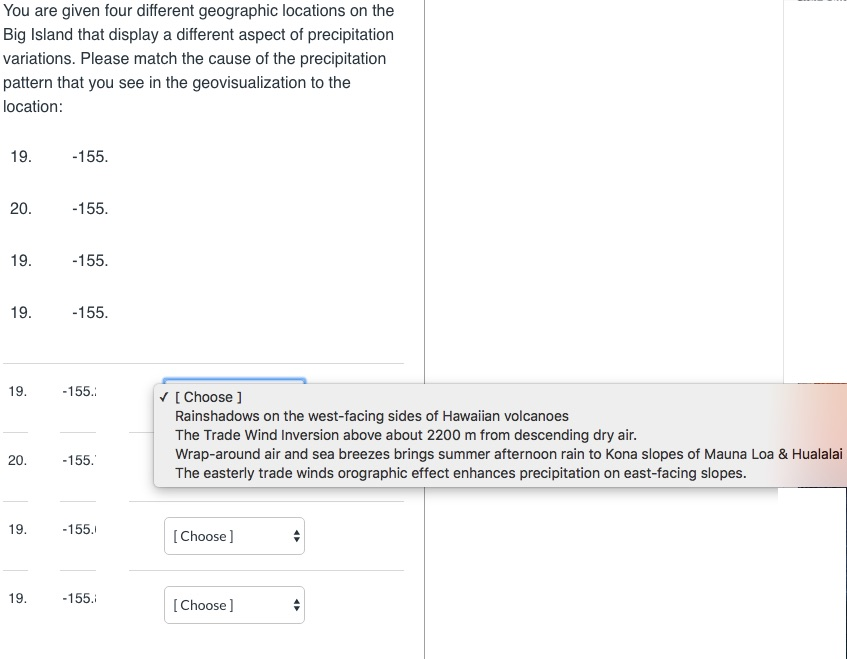 You are given four different geographic locations on the
Big Island that display a different aspect of precipitation
variations. Please match the cause of the precipitation
pattern that you see in the geovisualization to the
location:
19. -155.
20. -155.
19. -155.
19. -155.
19. -155.
✓ [ Choose ]
Rainshadows on the west-facing sides of Hawaiian volcanoes
The Trade Wind Inversion above about 2200 m from descending dry air.
Wrap-around air and sea breezes brings summer afternoon rain to Kona slopes of Mauna Loa & Hualalai
The easterly trade winds orographic effect enhances precipitation on east-facing slopes.
20. -155.
19. -155. [ Choose ]
19. -155. [ Choose ]